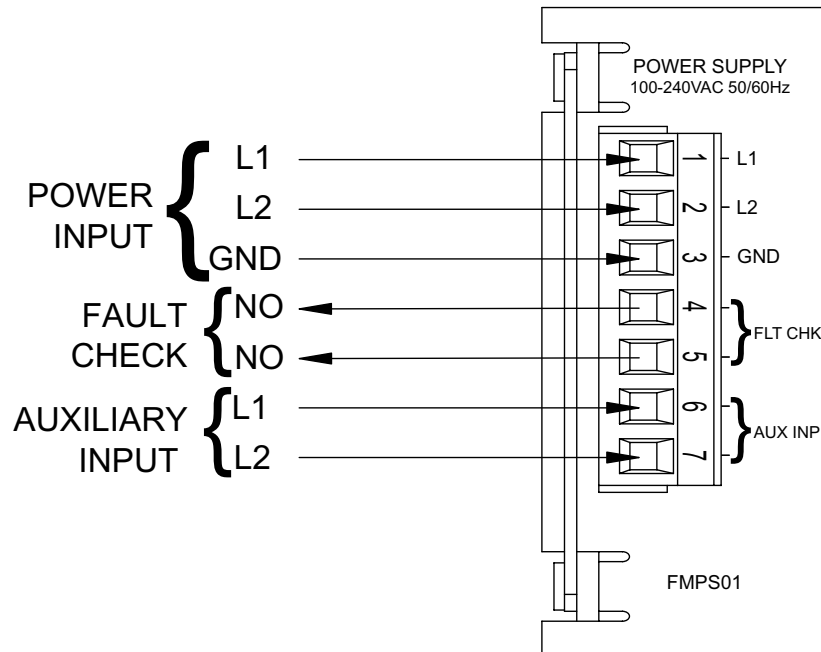 POWER SUPPLY
100-240VAC 50/60Hz
POWER
INPUT
L1
L2
GND
FAULT
CHECK
NO
NO
AUXILIARY
INPUT
L1
L2
1
2
3
4
5
6
7
L1
L2
GND
FLT CHK
AUX INP
FMPS01